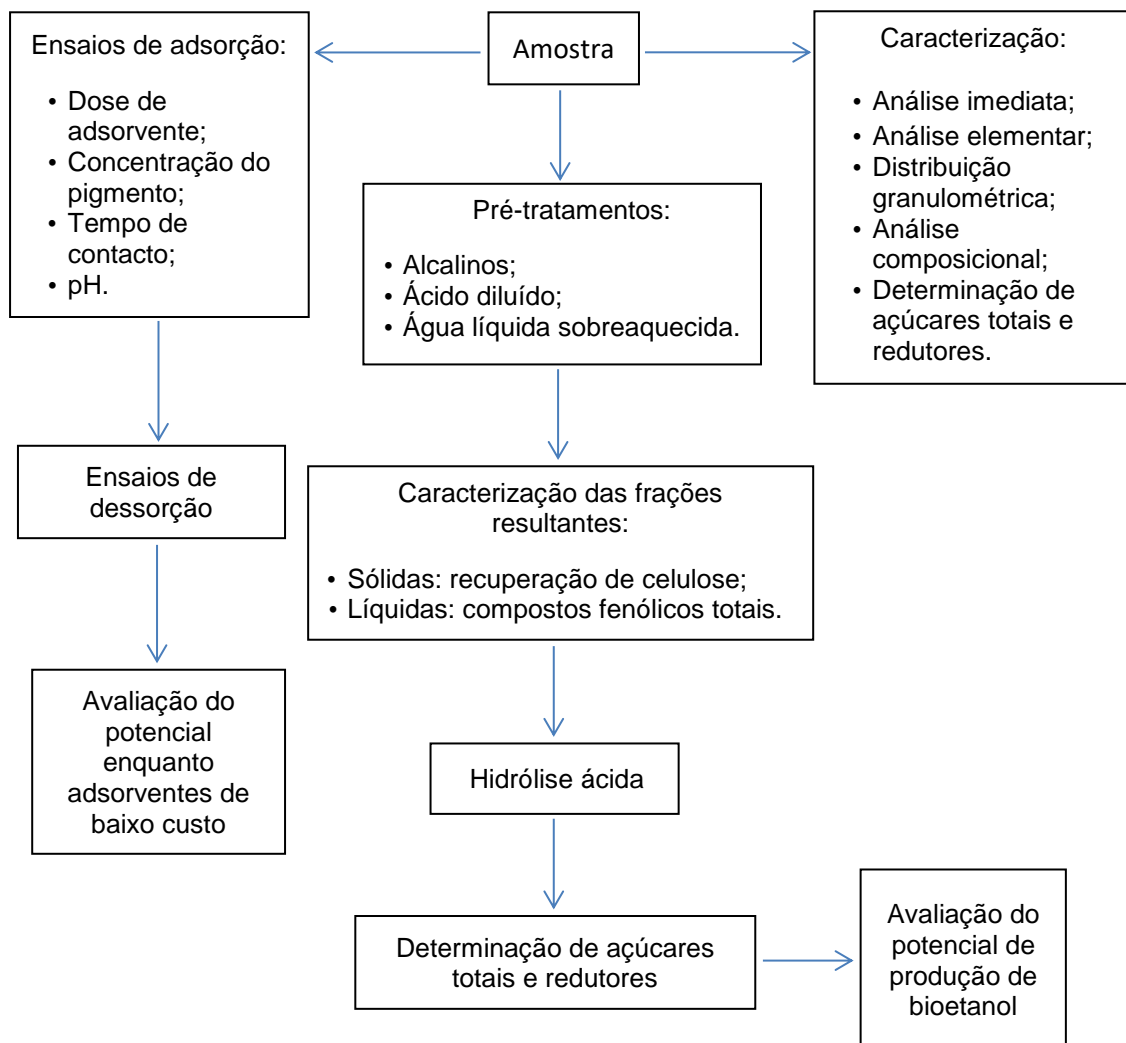 Amostra
Ensaios de adsorção:
• Dose de
adsorvente;
• Concentração do
pigmento;
• Tempo de
contacto;
• pH.
Caracterização:
• Análise imediata;
• Análise elementar;
• Distribuição
granulométrica;
• Análise
composicional;
• Determinação de
açúcares totais e
redutores.
Pré-tratamentos:
• Alcalinos;
• Ácido diluído;
• Água líquida sobreaquecida.
Ensaios de
dessorção
Caracterização das frações
resultantes:
• Sólidas: recuperação de celulose;
• Líquidas: compostos fenólicos totais.
Avaliação do
potencial
enquanto
adsorventes de
baixo custo
Hidrólise ácida
Determinação de açúcares
totais e redutores
Avaliação do
potencial de
produção de
bioetanol